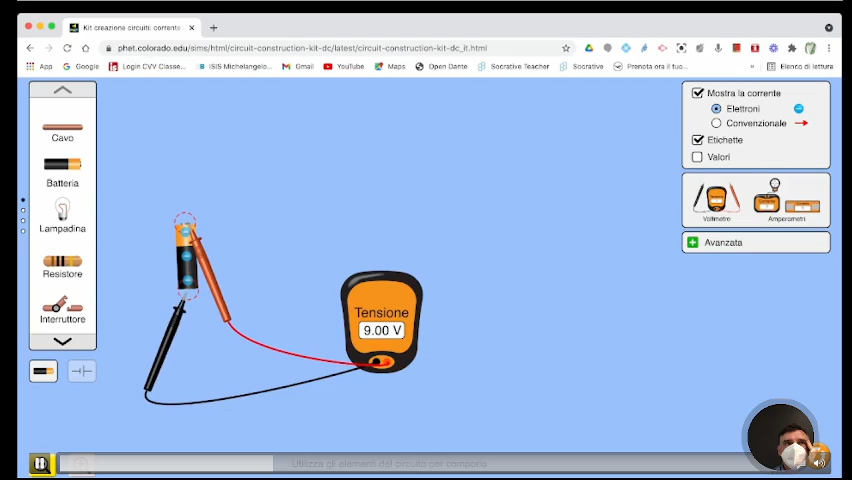 Kit creazione circuiti: corrente
phet.colorado.edu/sims/html/circuit-construction-kit-dc/latest/circuit-construction-kit-dc_it.html
App Google Login CVV Classe... ISIS Michelangelo... Gmail YouTube Maps Open Dante Socrative Teacher Socrative Prenota ora il tuo... » Elenco di lettura
Cavo
Batteria
Lampadina
Resistore
Interruttore
Tensione
9.00 V
Mostra la corrente
Elettroni
Convenzionale
Etichette
Valori
Voltmetro Amperometri
Avanzata
Utilizza gli elementi del circuito per comporlo